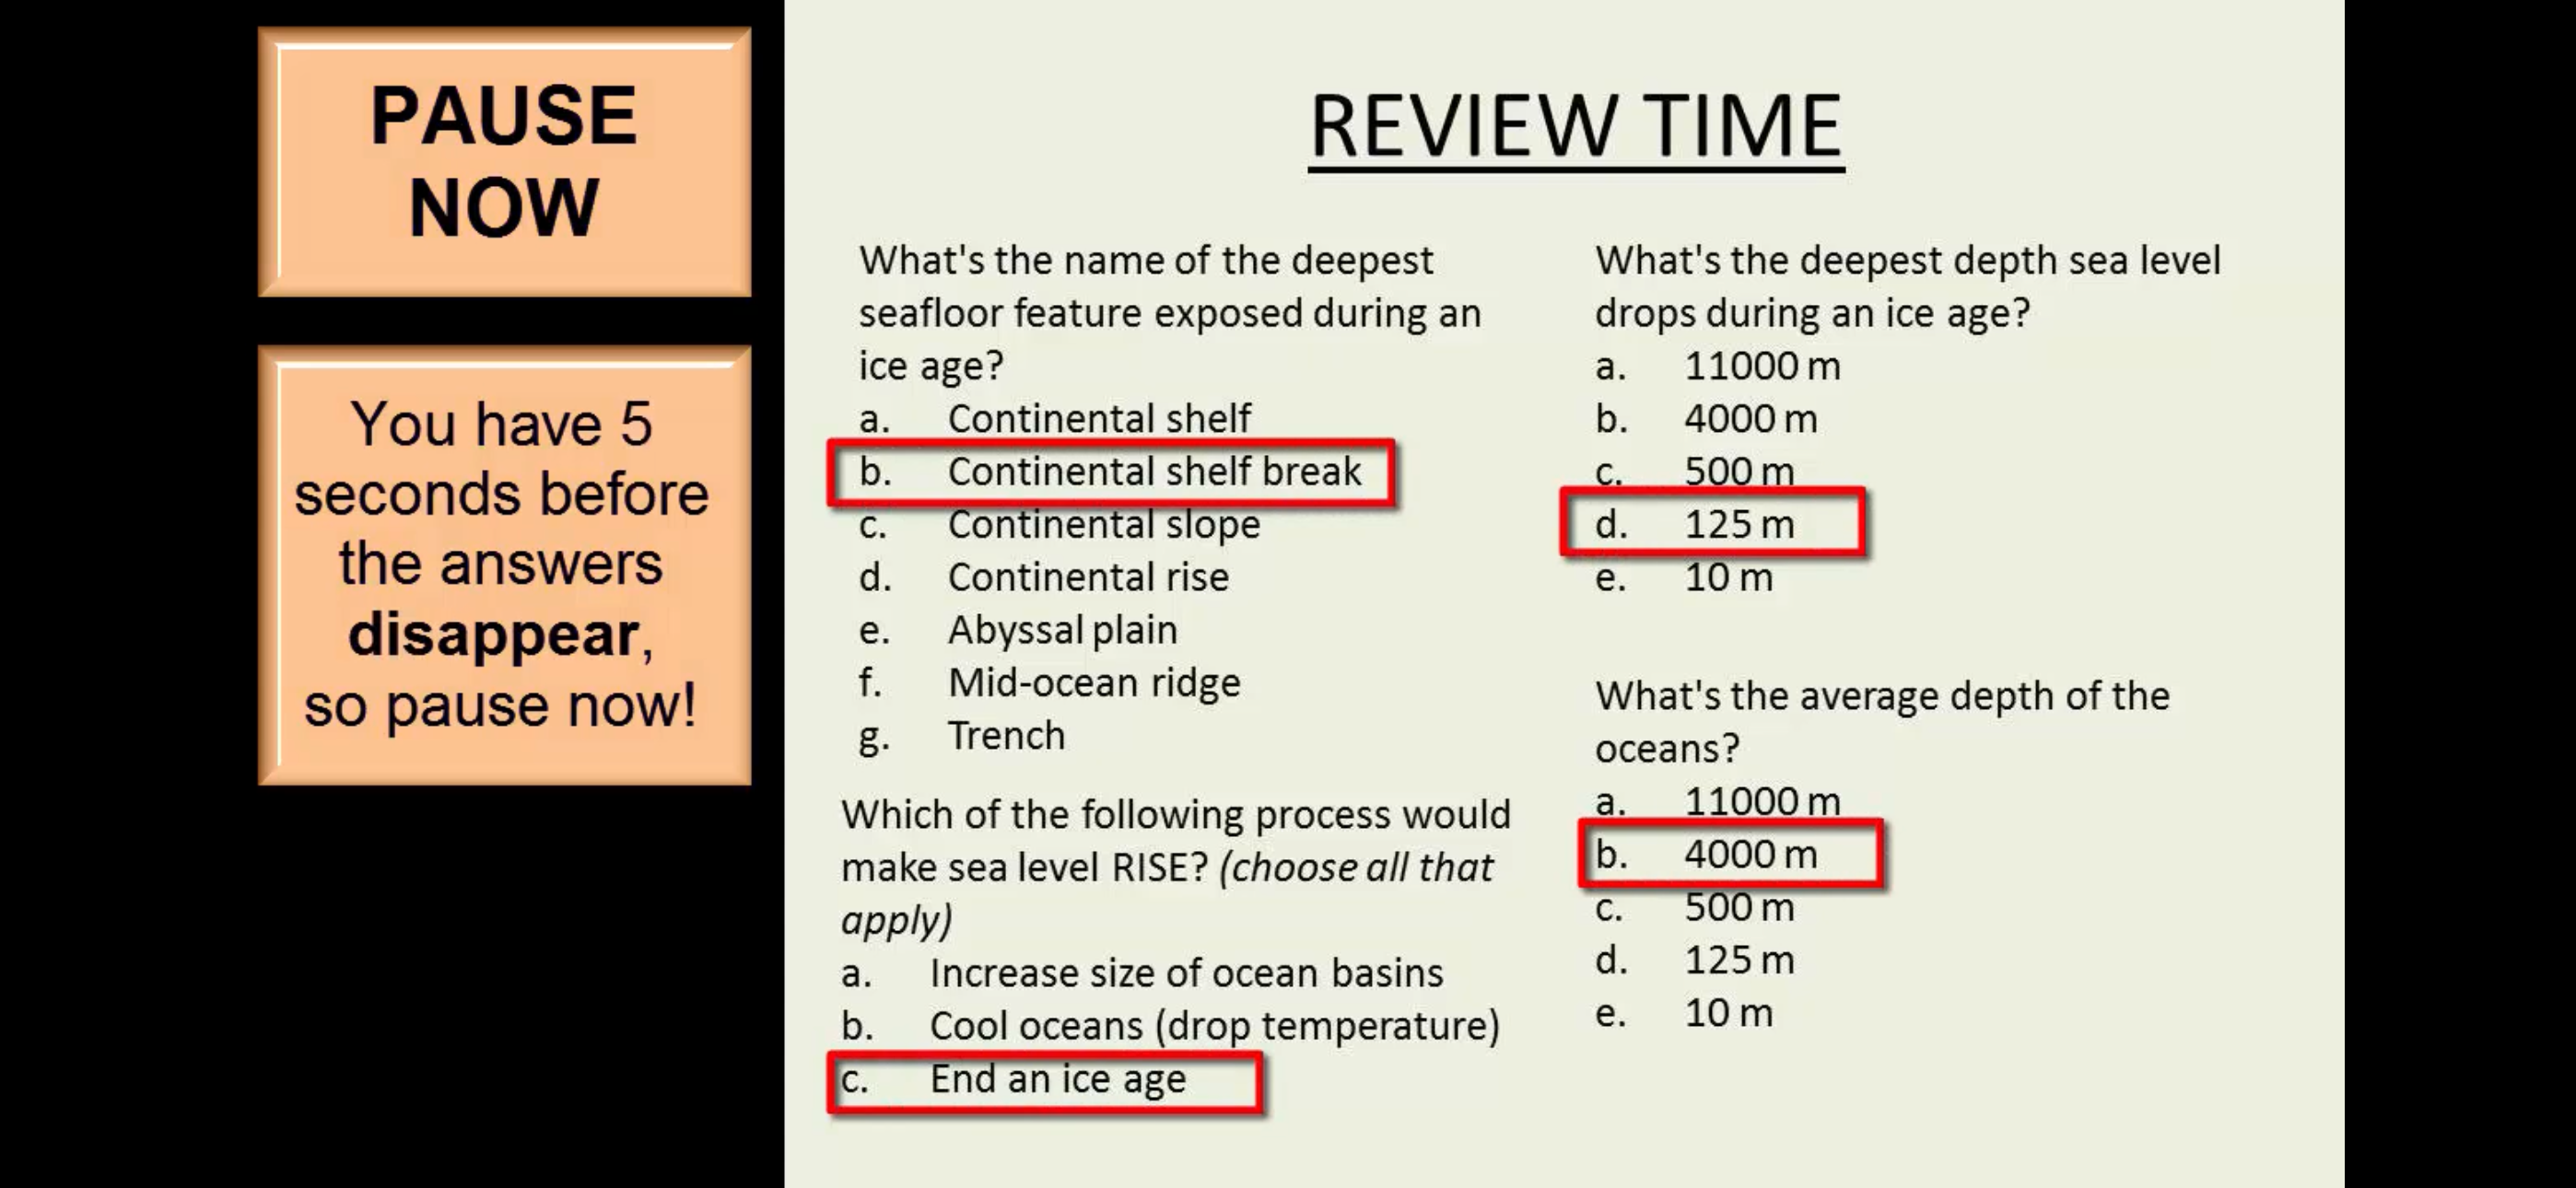 PAUSE
NOW
You have 5
seconds before
the answers
disappear,
so pause now!
REVIEW TIME
What's the name of the deepest
seafloor feature exposed during an
ice age?
a. Continental shelf
b. Continental shelf break
c. Continental slope
d. Continental rise
e. Abyssal plain
f. Mid-ocean ridge
g. Trench
Which of the following process would
make sea level RISE? (choose all that
apply)
a. Increase size of ocean basins
b. Cool oceans (drop temperature)
c. End an ice age
What's the deepest depth sea level
drops during an ice age?
a. 11000 m
b. 4000 m
c. 500 m
d. 125 m
e. 10 m
What's the average depth of the
oceans?
a. 11000 m
b. 4000 m
c. 500 m
d. 125 m
e. 10 m